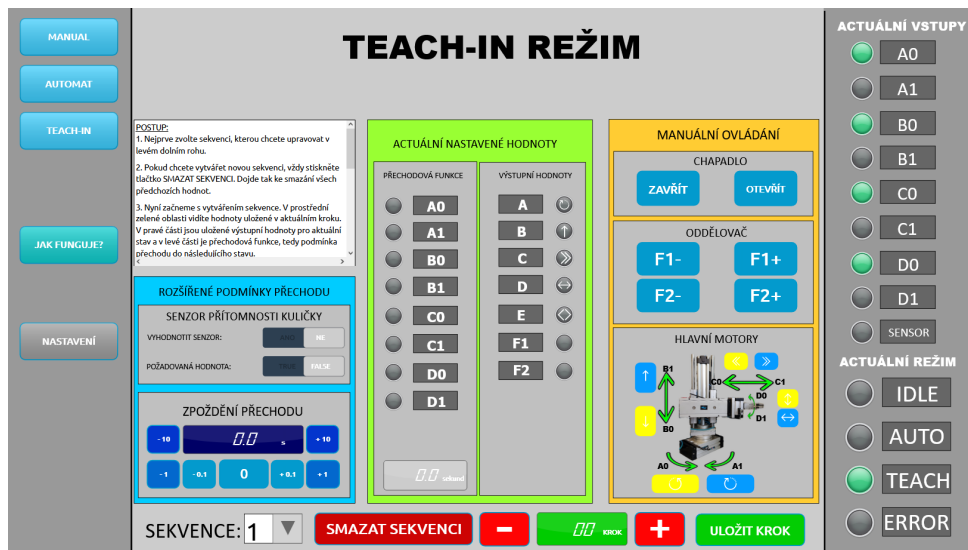 MANUAL
AUTOMAT
TEACH-IN
JAK FUNGUJE?
NASTAVENÍ
TEACH-IN REŽIM
POSTUP:
1. Nejprve zvolte sekvenci, kterou chcete upravovat v
levém dolním rohu.
2. Pokud chcete vytvářet novou sekvenci, vždy stiskněte
tlačtko SMAZAT SEKVENCI. Dojde tak ke smazání všech
předchozích hodnot.
3. Nyní začneme s vytvářením sekvence. V prostřední
zelené oblasti vidíte hodnoty uložené v aktuálním kroku.
V pravé části jsou uložené výstupní hodnoty pro aktuální
stav a v levé části je přechodová funkce, tedy podmínka
přechodu do následujícího stavu.
ROZŠÍŘENÉ PODMÍNKY PŘECHODU
SENZOR PŘÍTOMNOSTI KULIČKY
VYHODNOTIT SENZOR:
ANO
NE
POŽADOVANÁ HODNOTA:
TRUE
FALSE
ZPOŽDĚNÍ PŘECHODU
-10
0.0 s
+10
-1
-0.1
0
+0.1
+1
ACTUÁLNÍ NASTAVENÉ HODNOTY
PŘECHODOVÁ FUNKCE
A0
A1
B0
B1
C0
C1
D0
D1
0.0 sekund
VÝSTUPNÍ HODNOTY
A
B
C
D
E
F1
F2
MANUÁLNÍ OVLÁDÁNÍ
CHAPADLO
ZAVŘÍT
OTEVŘÍT
ODDĚLOVAČ
F1-
F1+
F2-
F2+
HLAVNÍ MOTORY
B1
C0
C1
D0
D1
B0
A0
A1
SEKVENCE:
1
SMAZAT SEKVENCI
-
00 KROK
+
ULOŽIT KROK
ACTUÁLNÍ VSTUPY
A0
A1
B0
B1
C0
C1
D0
D1
SENSOR
ACTUÁLNÍ REŽIM
IDLE
AUTO
TEACH
ERROR